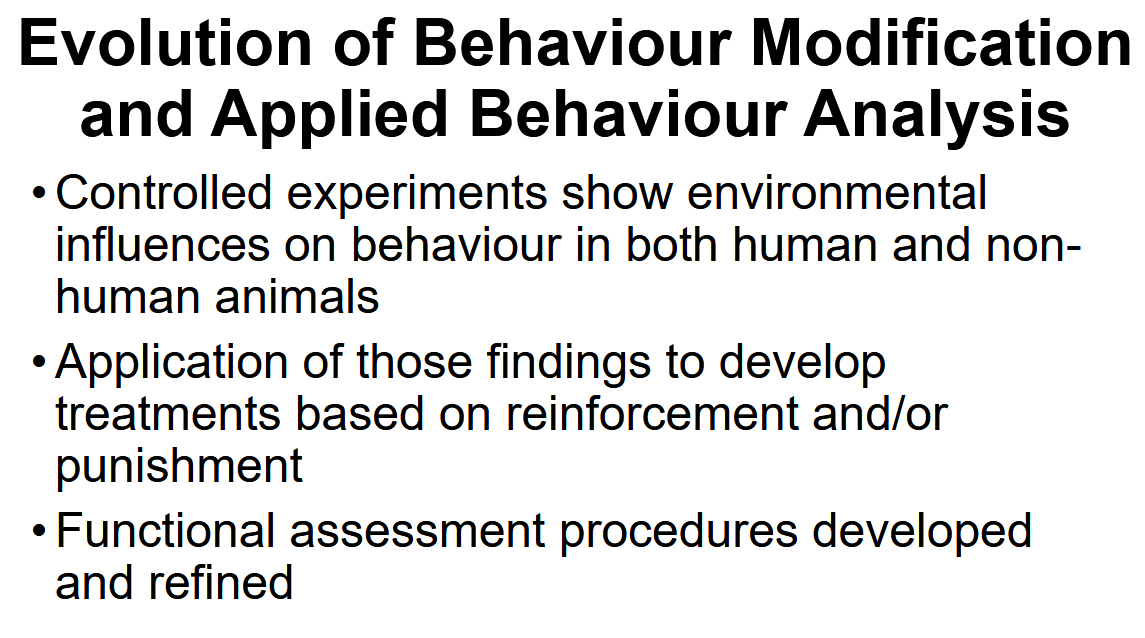 Evolution of Behaviour Modification
and Applied Behaviour Analysis
• Controlled experiments show environmental
influences on behaviour in both human and non-
human animals
• Application of those findings to develop
treatments based on reinforcement and/or
punishment
• Functional assessment procedures developed
and refined